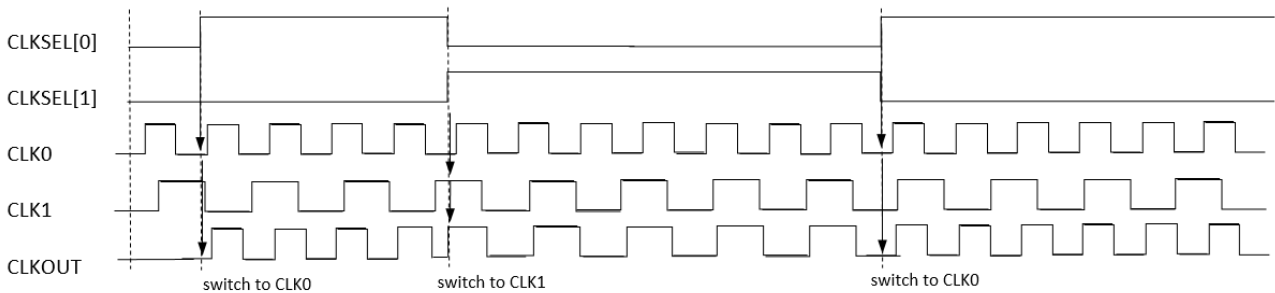 CLKSEL[0]
CLKSEL[1]
CLK0
CLK1
CLKOUT
switch to CLK0
switch to CLK1
switch to CLK0